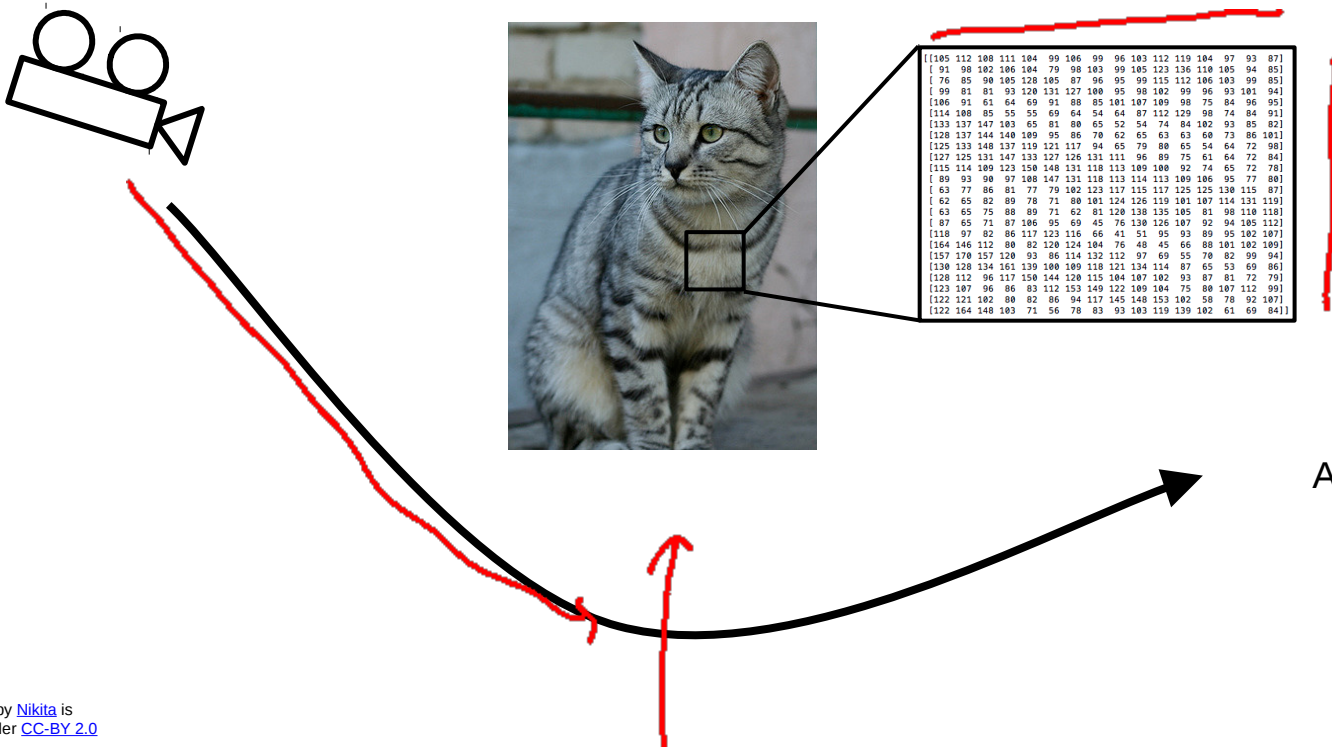 [[105 112 108 111 104  99 106  99  96 103 112 119 104  97  93  87]
[ 91  98 102 106 104  79  98 103  99 105 123 136 110 105  94  85]
[ 76  85  90 105 128 105  87  96  95  99 115 112 106 103  99  85]
[ 99  81  81  93 120 131 127 100  95  98 102  99  96  93 101  94]
[106  91  61  64  69  91  88  85 101 107 109  98  75  84  96  95]
[114 108  85  55  55  69  64  54  64  87 112 129  98  74  84  91]
[133 137 147 103  65  81  80  65  52  54  74  84 102  93  85  82]
[128 137 144 140 109  95  86  70  62  65  63  63  60  73  86 101]
[125 133 148 137 119 121 117  94  65  79  80  65  54  64  72  98]
[127 125 131 147 133 127 126 131 111  96  89  75  61  64  72  84]
[115 114 109 123 150 148 131 118 113 109 100  92  74  65  72  78]
[ 89  93  90  97 108 147 131 118 113 114 113 109 106  95  77  80]
[ 63  77  86  81  77  79 102 123 117 115 117 125 125 130 115  87]
[ 62  65  82  89  78  71  80 101 124 126 119 101 107 114 131 119]
[ 63  65  75  88  89  71  62  81 120 138 135 105  81  98 110 118]
[ 87  65  71  87 106  95  69  45  76 130 126 107  92  94 105 112]
[118  97  82  86 117 123 116  66  41  51  95  93  89  95 102 107]
[164 146 112  80  82 120 124 104  76  48  45  66  88 101 102 109]
[157 170 157 120  93  86 114 132 112  97  69  55  70  82  99  94]
[130 128 134 161 139 100 109 118 121 134 114  87  65  53  69  86]
[128 112  96 117 150 144 120 115 104 107 102  93  87  81  72  79]
[123 107  96  86  83 112 153 149 122 109 104  75  80 107 112  99]
[122 121 102  80  82  86  94 117 145 148 153 102  58  78  92 107]
[122 164 148 103  71  56  78  83  93 103 119 139 102  61  69  84]]
A
by Nikita is
CC-BY 2.0